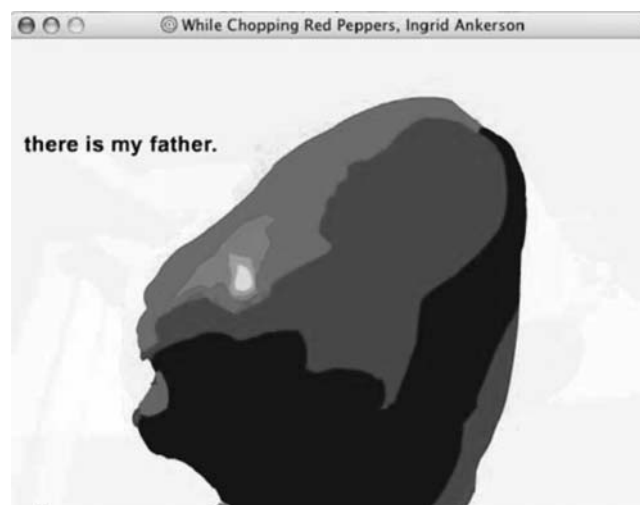 While Chopping Red Peppers, Ingrid Ankerson
there is my father.